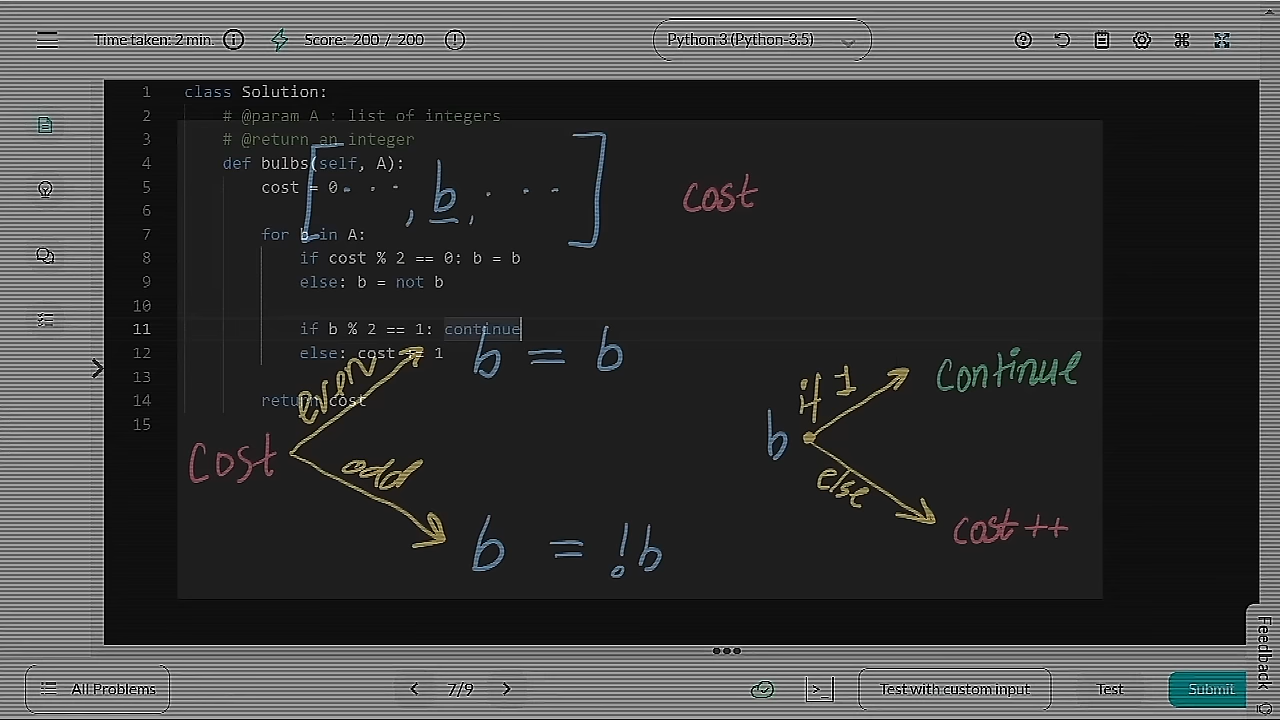 Time taken: 2 min. Score: 200 / 200 Python 3 (Python-3.5)
1 class Solution:
2 # @param A : list of integers
3 # @return an integer
4 def bulbs(self, A):
5 cost = 0
6
7 for b in A:
8 if cost % 2 == 0: b = b
9 else: b = not b
10
11 if b % 2 == 1: continue
12 else: cost += 1
13
14 return cost
15
[ . . . , b , . . . ] cost
even b = b
cost
odd b = !b
if 1 continue
b
else cost ++
Feedback
All Problems 7/9 >_ Test with custom input Test Submit